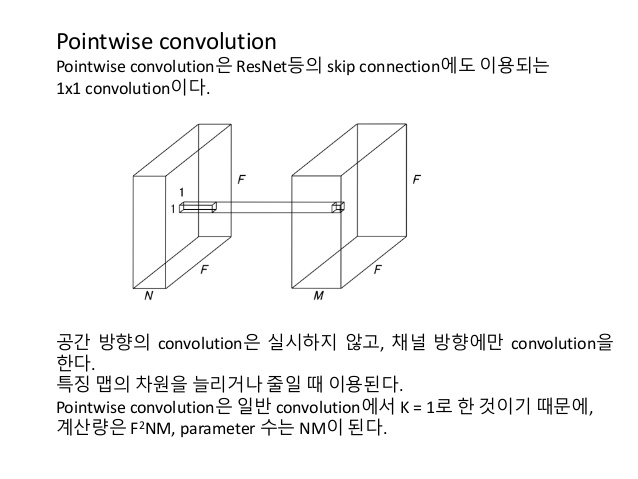 Pointwise convolution
Pointwise convolution은 ResNet등의 skip connection에도 이용되는
1x1 convolution이다.
F
F
1
1
F
F
N
M
공간 방향의 convolution은 실시하지 않고, 채널 방향에만 convolution을
한다.
특징 맵의 차원을 늘리거나 줄일 때 이용된다.
Pointwise convolution은 일반 convolution에서 K = 1로 한 것이기 때문에,
계산량은 F²NM, parameter 수는 NM이 된다.